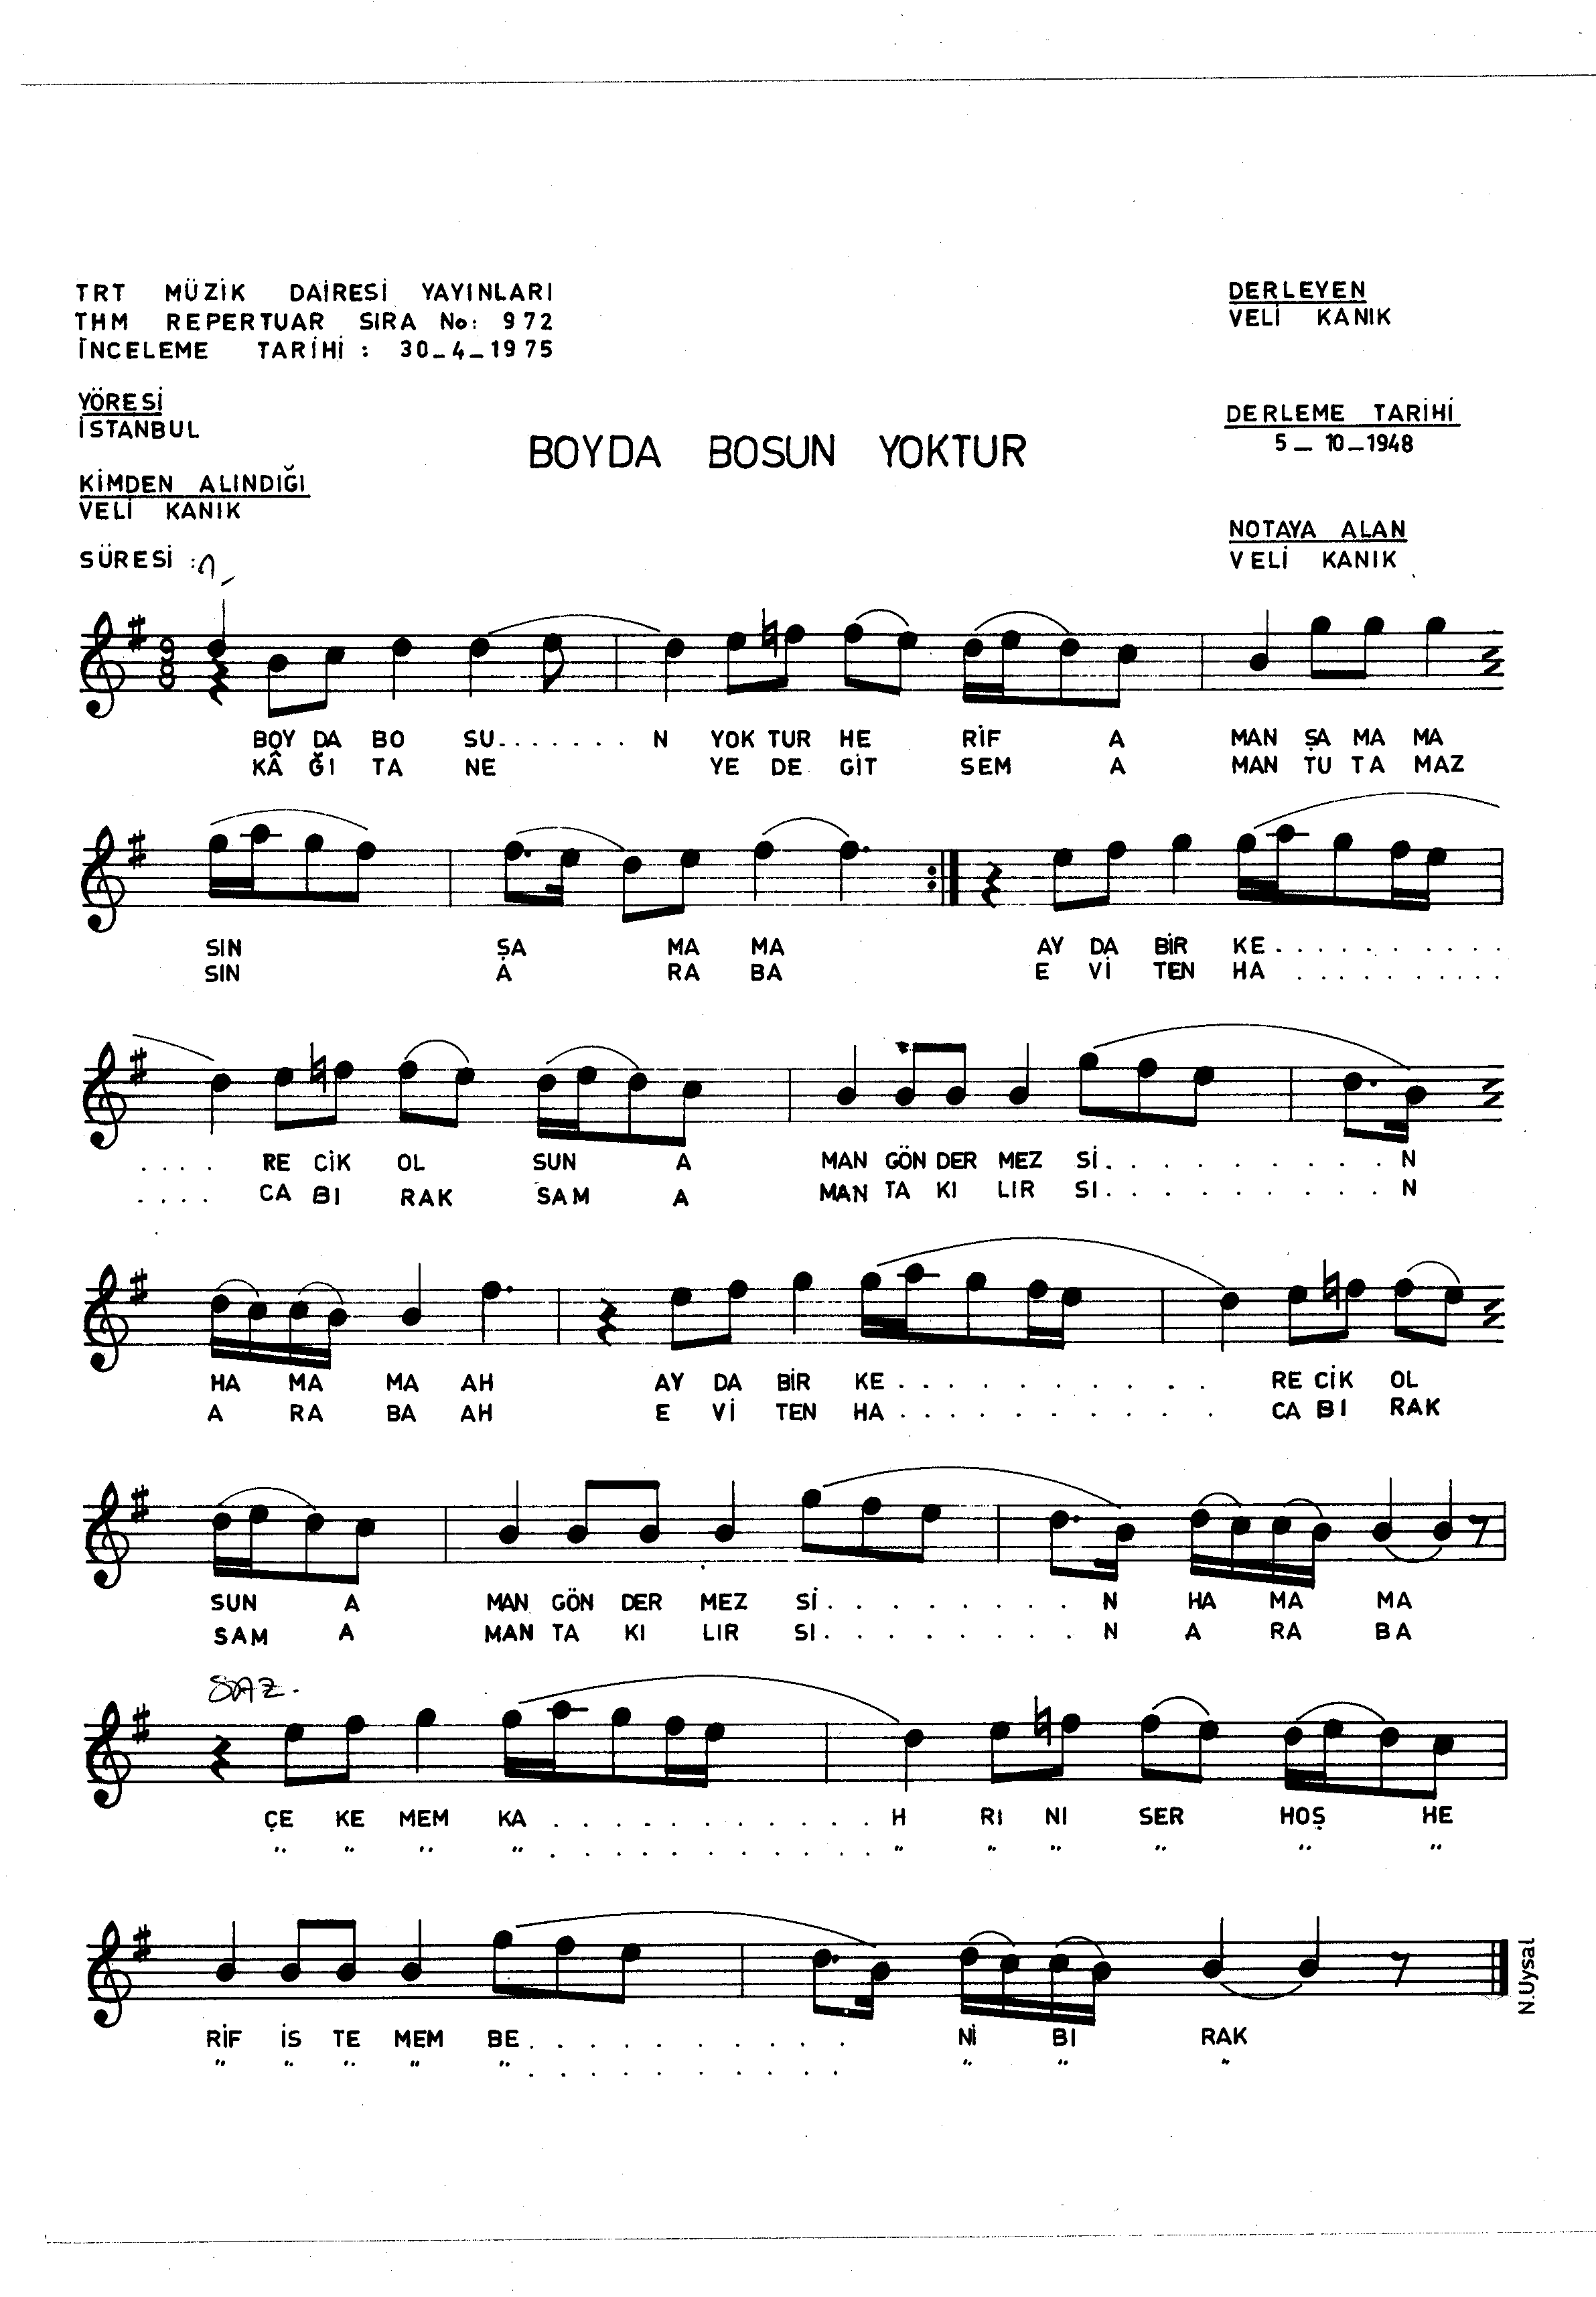 TRT MÜZİK DAİRESİ YAYINLARI
THM REPERTUAR SIRA No: 972
İNCELEME TARİHİ : 30_4_1975
DERLEYEN
VELİ KANIK
YÖRESİ
İSTANBUL
DERLEME TARİHİ
5_10_1948
BOYDA BOSUN YOKTUR
KİMDEN ALINDIĞI
VELİ KANIK
NOTAYA ALAN
VELİ KANIK
SÜRESİ :
9
8
BOY DA BO SU....... N YOK TUR HE RİF A MAN ŞA MA MA
KÂ ĞI TA NE YE DE GİT SEM A MAN TU TA MAZ
SIN ŞA MA MA AY DA BİR KE..........
SIN A RA BA E Vİ TEN HA ..........
.... RE CİK OL SUN A MAN GÖN DER MEZ Sİ.......... N
.... CA BI RAK SAM A MAN TA KI LIR SI.......... N
HA MA MA AH AY DA BİR KE........... RE CİK OL
A RA BA AH E Vİ TEN HA........... CA BI RAK
SUN A MAN GÖN DER MEZ Sİ......... N HA MA MA
SAM A MAN TA KI LIR SI......... N A RA BA
SAZ.
ÇE KE MEM KA ........... H RI NI SER HOŞ HE
" " " " ........... " " " " " "
RİF İS TE MEM BE........... Nİ BI RAK
" " " " " .......... " " "
N.Uysal